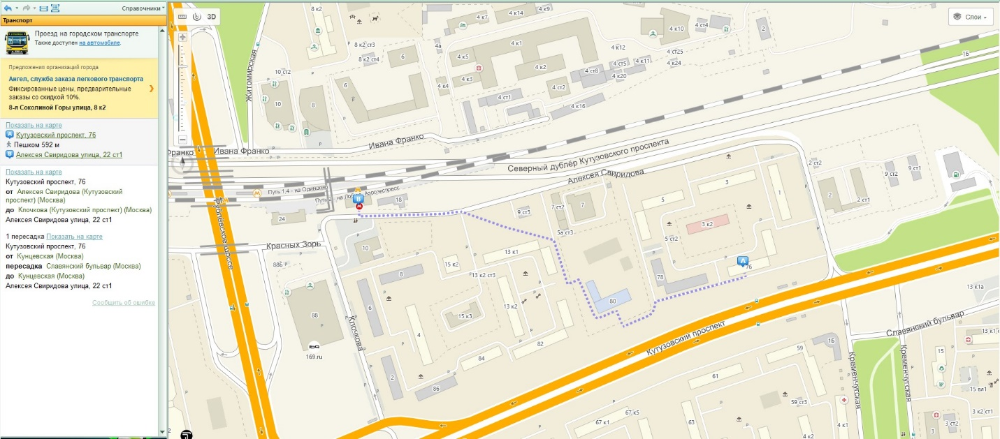 Справочники
Транспорт
Проезд на городском транспорте
Также доступен на автомобиле.
Предложения организаций города
Ангел, служба заказа легкового транспорта
Фиксированные цены, предварительные
заказы со скидкой 10%.
8-я Соколиной Горы улица, 8 к2
Показать на карте
A Кутузовский проспект, 76
Пешком 592 м
B Алексея Свиридова улица, 22 ст1
Показать на карте
Кутузовский проспект, 76
от Алексея Свиридова (Кутузовский
проспект) (Москва)
до Клочкова (Кутузовский проспект) (Москва)
Алексея Свиридова улица, 22 ст1
1 пересадка Показать на карте
Кутузовский проспект, 76
от Кунцевская (Москва)
пересадка Славянский бульвар (Москва)
до Кунцевская (Москва)
Алексея Свиридова улица, 22 ст1
Сообщить об ошибке
3D
Слои
8 к2
4 к7
4 к14
4 к9
4 к10
4 ст4
2
8 к2 ст3
8 к2 ст4
6
4а
4 к5
4 к1
4 к12
4 ст25
4 к24
1Б
Житомирская
10 ст2
10
8
6
4 к4
4 к3
4 к2
4 ст8
4 ст5
4 к11
4 к20
4 ст2
4 ст1
4 к16
Франко
Ивана Франко
Ивана Франко
Северный дублёр Кутузовского проспекта
Алексея Свиридова
2 ст2
9 ст2
9 ст1
2
2 ст1
Путь 1,4 - на Одинцово
B
18
24
9 ст3
7 ст2
7
5
3
1
3 к2
5а ст3
5 ст2
Рублёвское шоссе
Красных Зорь
10
88Б
8
15 к2
13 к1
13 к2 ст3
A
76
78
80
88
6
15 к3
13 к2
4
82
84
86
2
Клочкова
169.ru
Кутузовский проспект
Славянский бульвар
13 к1а
1Б
59
61
59 ст3
63
67 к1
67 к5
4 к1
4 к2
Кременчугская
Кременчугская
15
15 вл1
3 к2 ст1
3 ст2
3
2